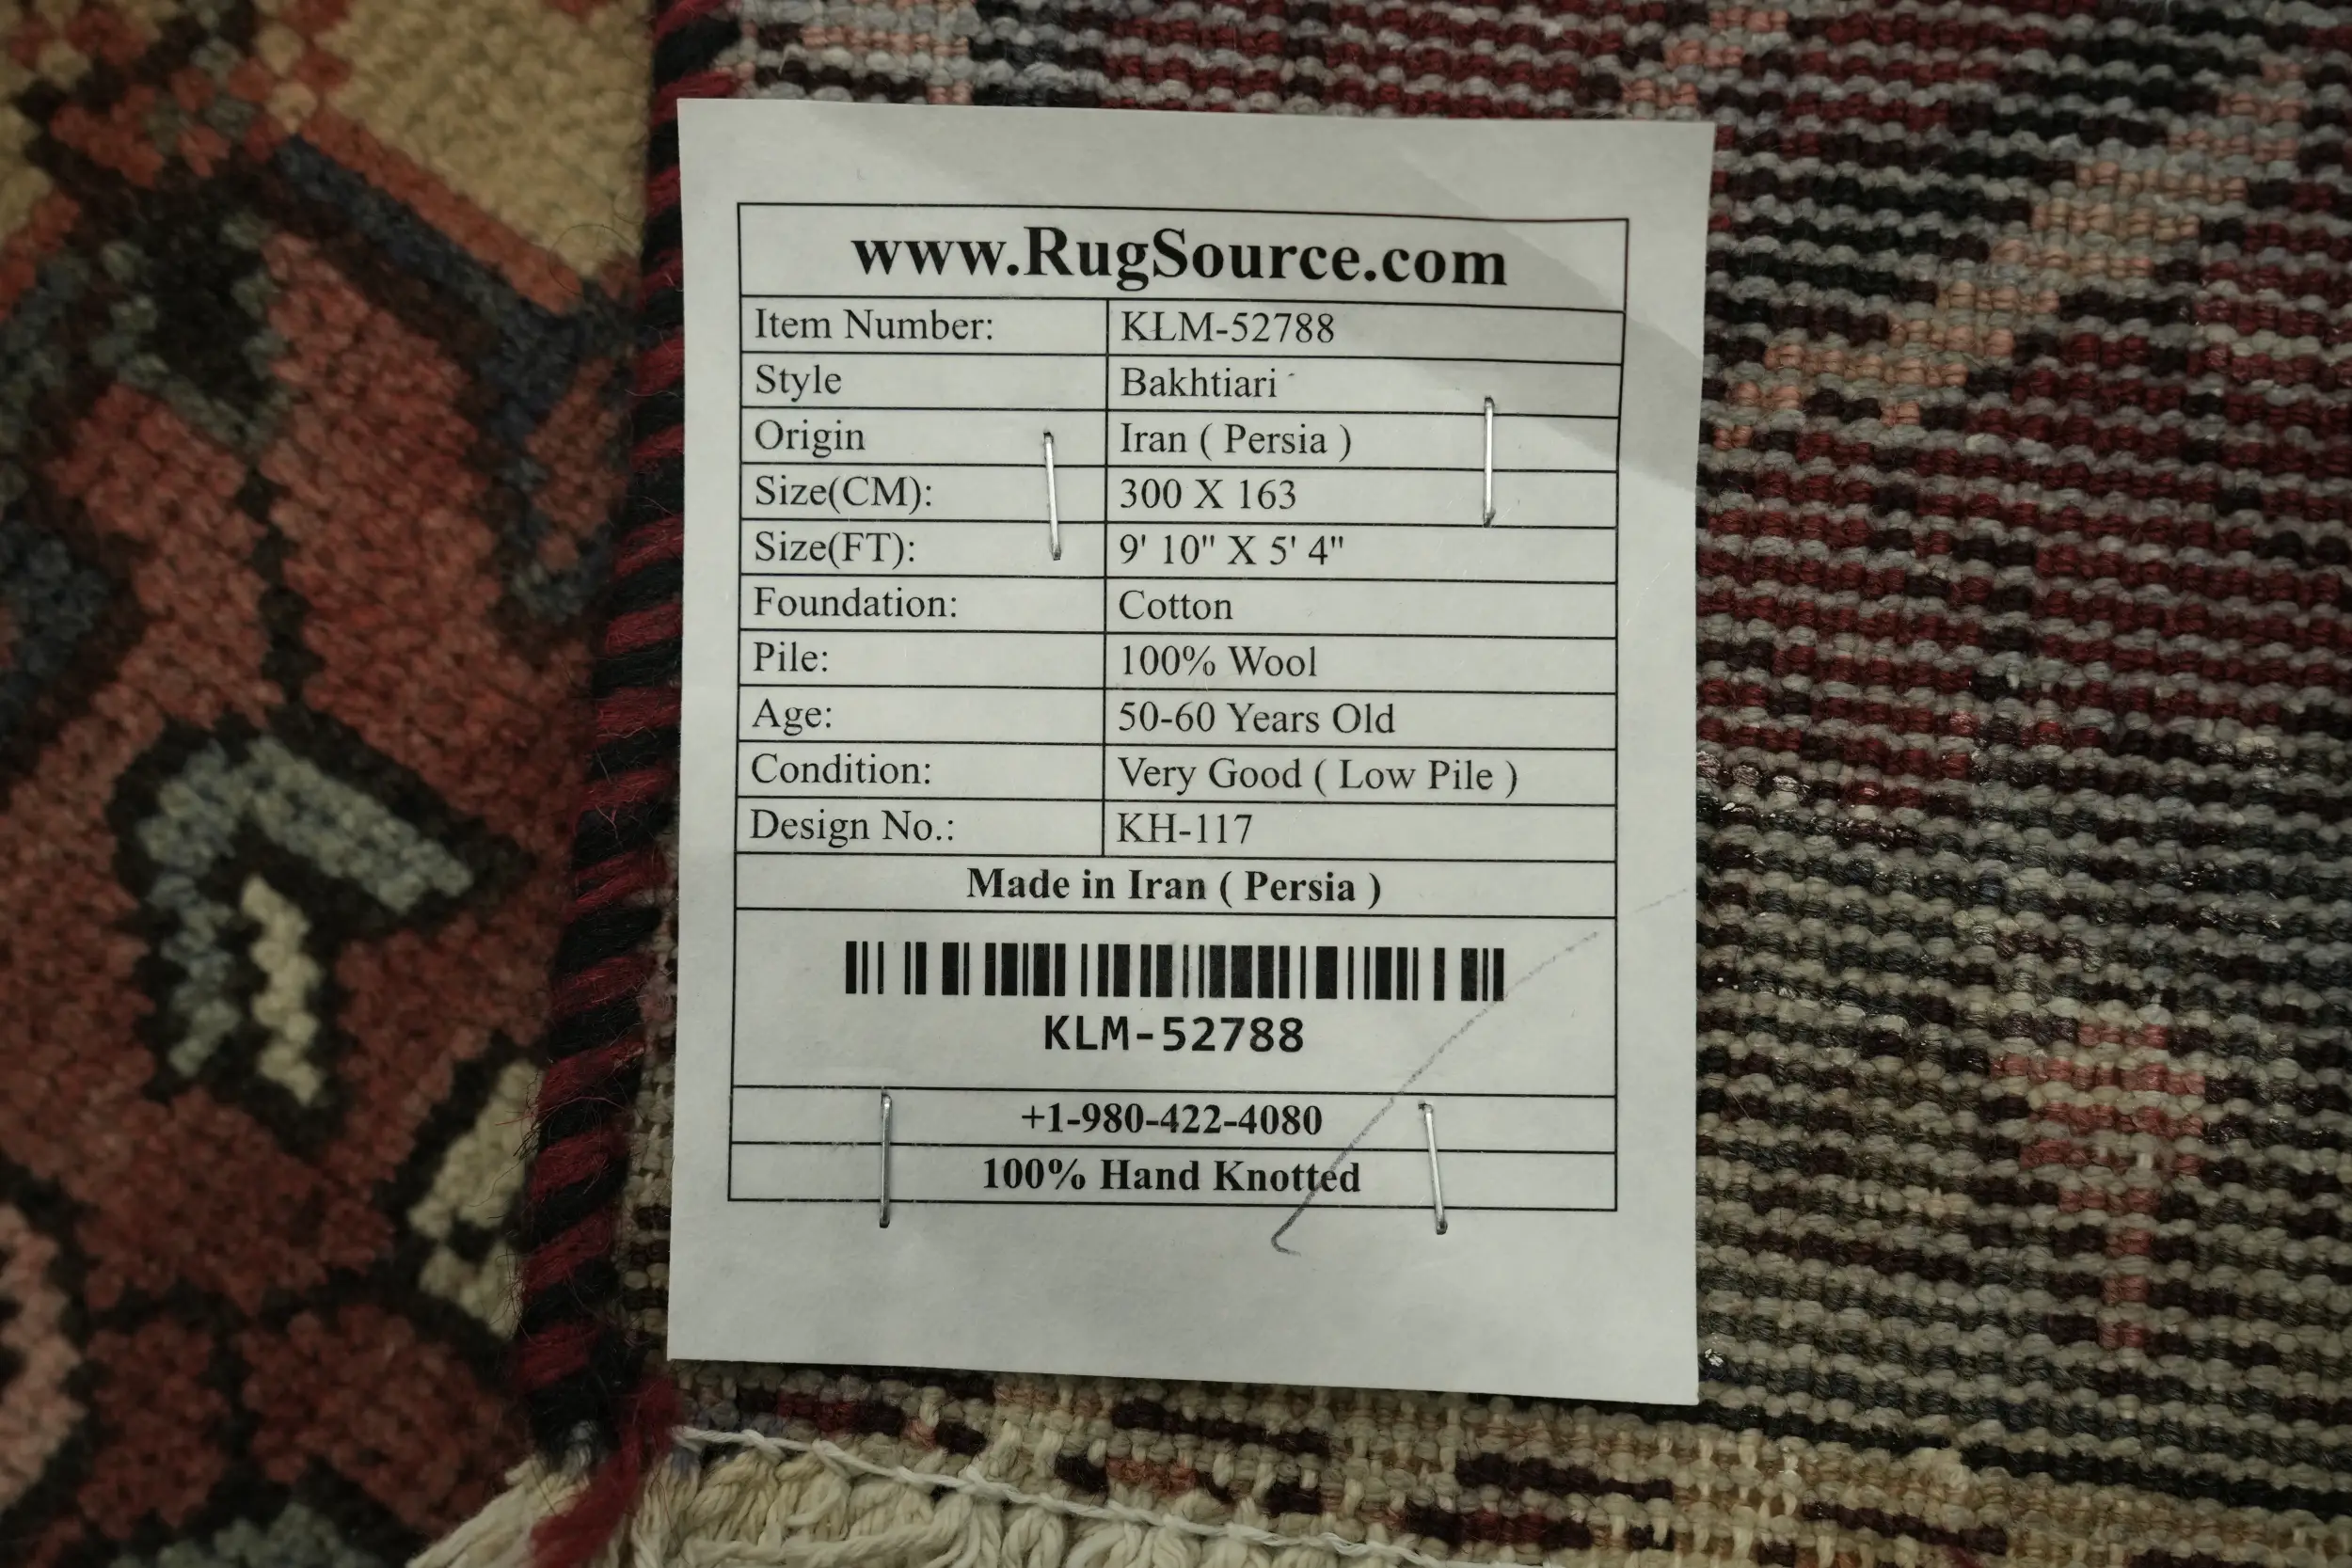 www.RugSource.com
Item Number: KLM-52788
Style Bakhtiari
Origin Iran ( Persia )
Size(CM): 300 X 163
Size(FT): 9' 10" X 5' 4"
Foundation: Cotton
Pile: 100% Wool
Age: 50-60 Years Old
Condition: Very Good ( Low Pile )
Design No.: KH-117
Made in Iran ( Persia )
KLM-52788
+1-980-422-4080
100% Hand Knotted